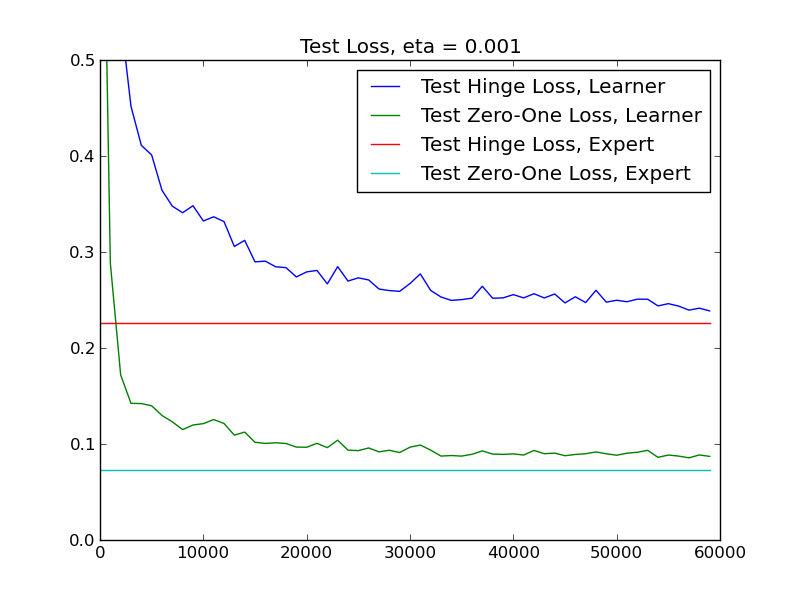 Test Loss, eta = 0.001
0.5
0.4
0.3
0.2
0.1
0.0
Test Hinge Loss, Learner
Test Zero-One Loss, Learner
Test Hinge Loss, Expert
Test Zero-One Loss, Expert
0 10000 20000 30000 40000 50000 60000